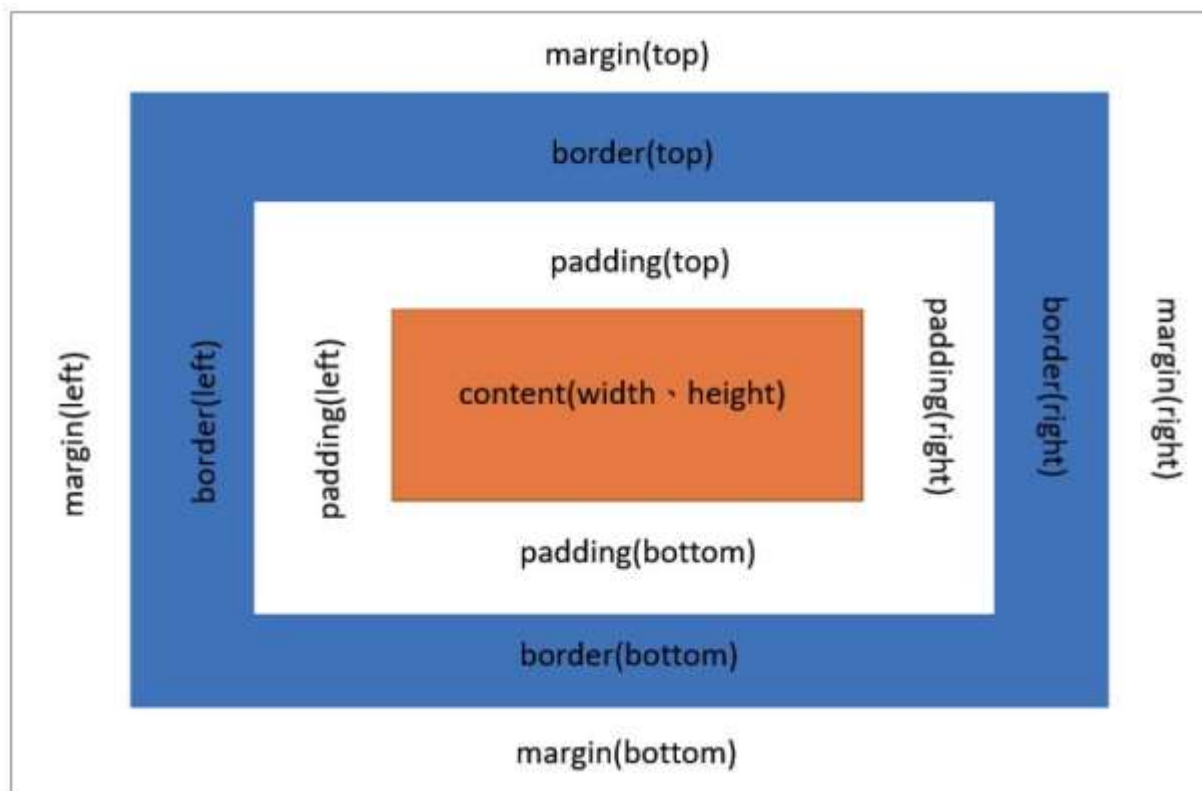 margin(top)
border(top)
padding(top)
margin(left)
border(left)
padding(left)
content(width、height)
padding(right)
border(right)
margin(right)
padding(bottom)
border(bottom)
margin(bottom)